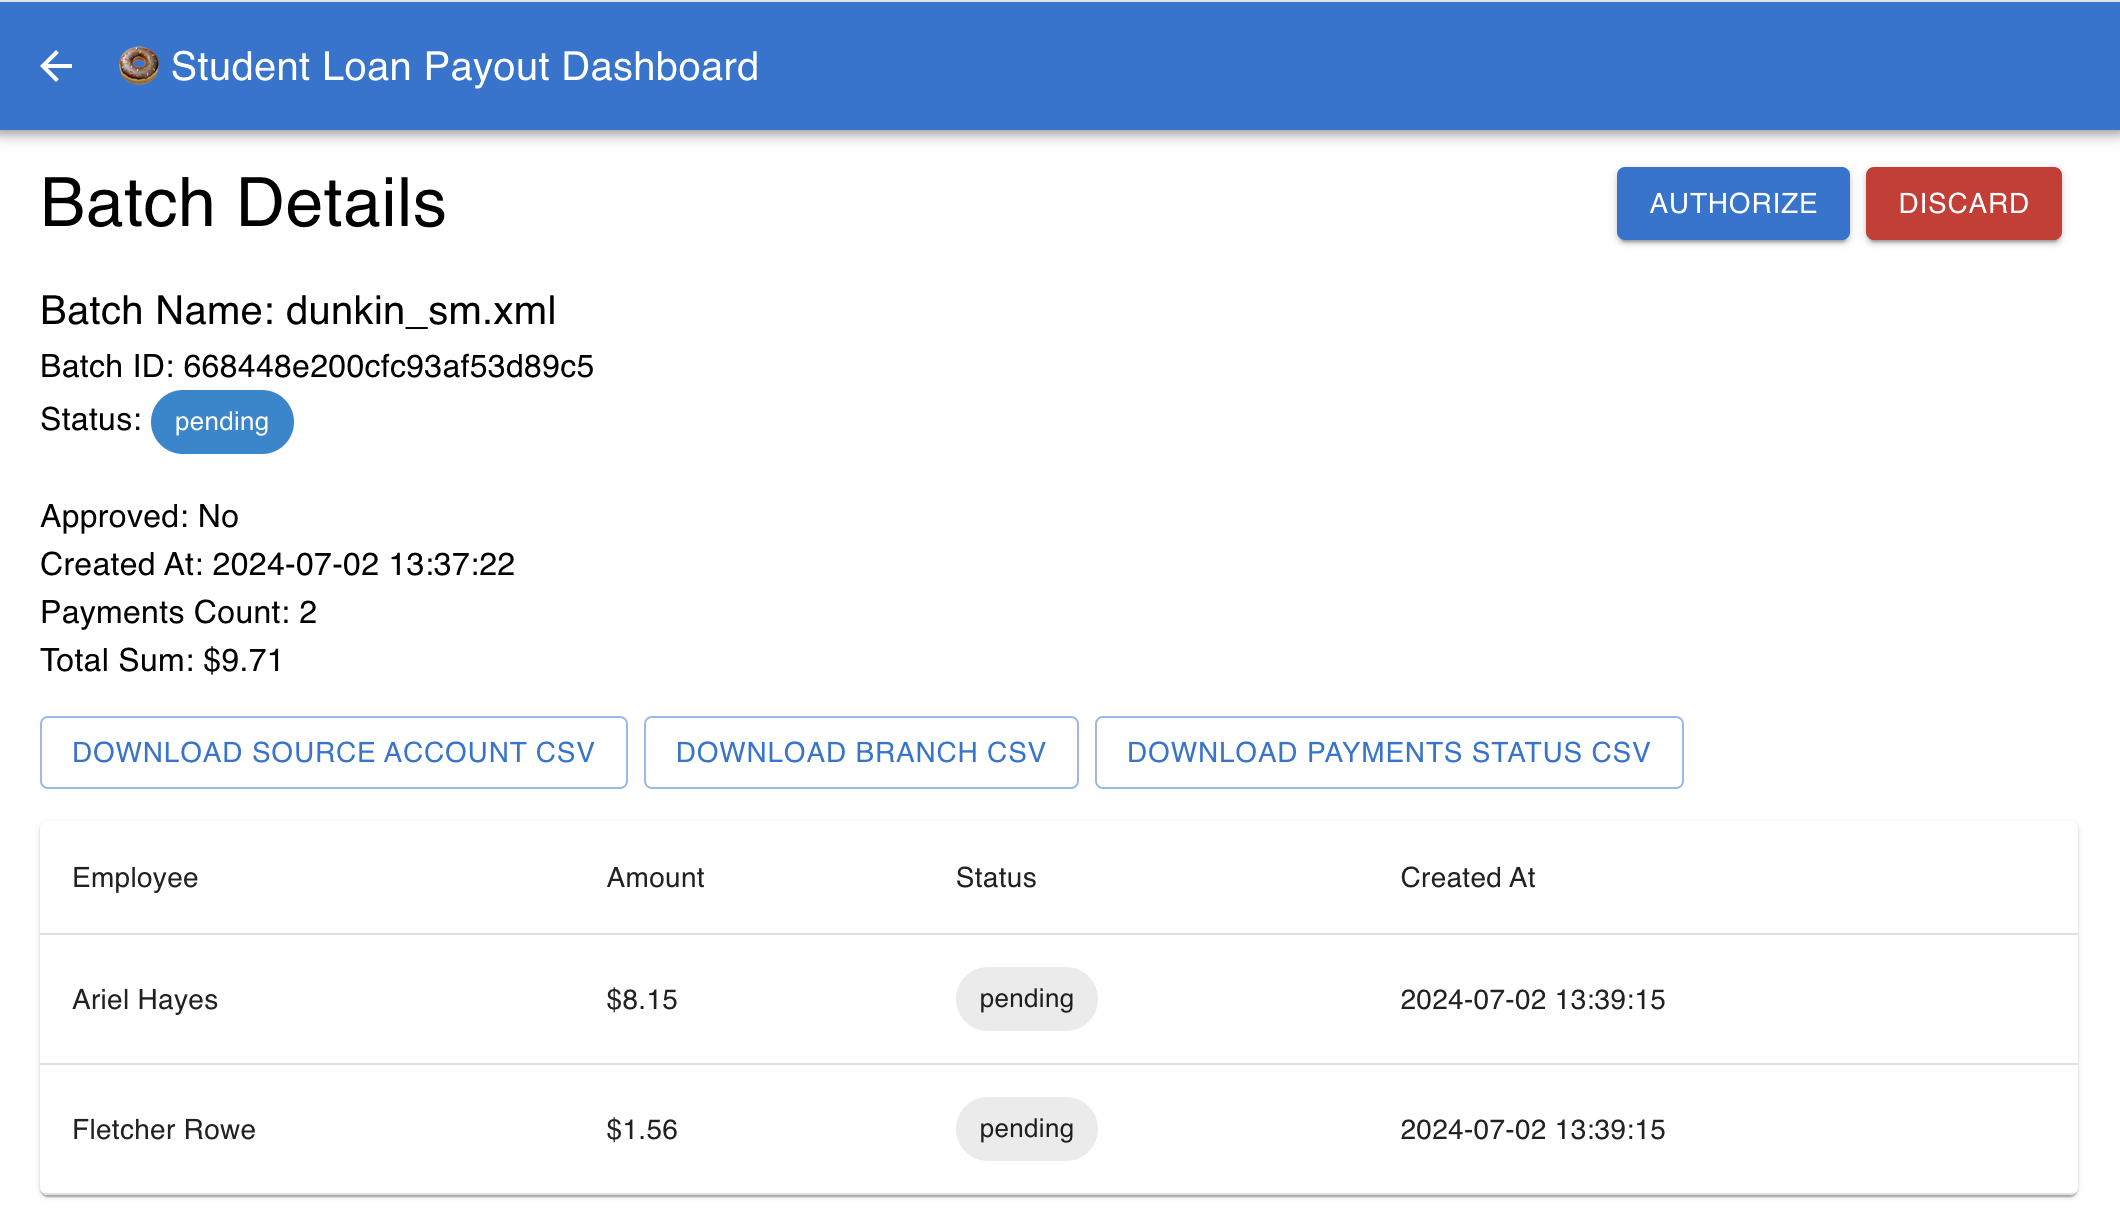 Student Loan Payout Dashboard
Batch Details
AUTHORIZE
DISCARD
Batch Name: dunkin_sm.xml
Batch ID: 668448e200cfc93af53d89c5
Status: pending
Approved: No
Created At: 2024-07-02 13:37:22
Payments Count: 2
Total Sum: $9.71
DOWNLOAD SOURCE ACCOUNT CSV
DOWNLOAD BRANCH CSV
DOWNLOAD PAYMENTS STATUS CSV
Employee Amount Status Created At
Ariel Hayes $8.15 pending 2024-07-02 13:39:15
Fletcher Rowe $1.56 pending 2024-07-02 13:39:15